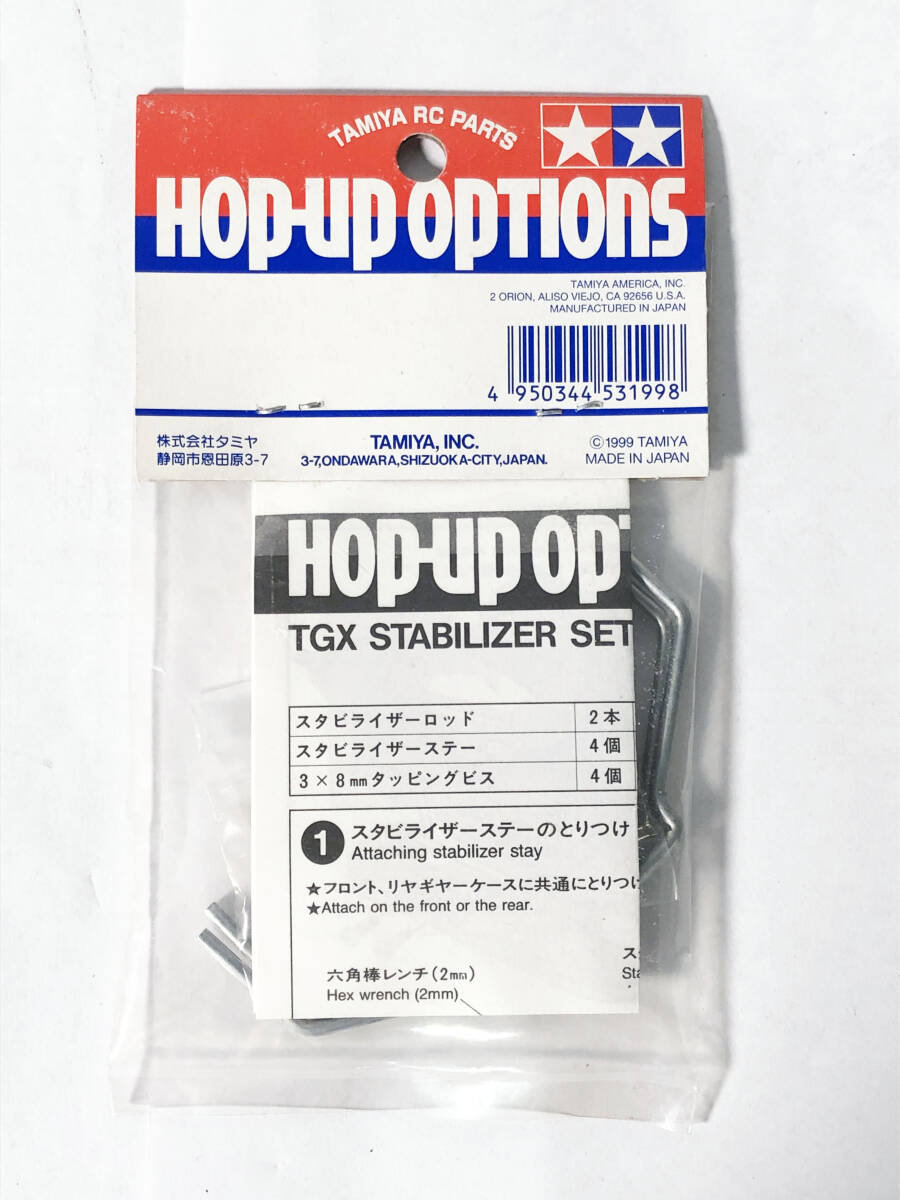 TAMIYA RC PARTS
HOP-UP OPTIONS
TAMIYA AMERICA, INC.
2 ORION, ALISO VIEJO, CA 92656 U.S.A.
MANUFACTURED IN JAPAN
4 950344 531998
株式会社タミヤ
静岡市恩田原3-7
TAMIYA, INC.
3-7,ONDAWARA,SHIZUOKA-CITY,JAPAN.
©1999 TAMIYA
MADE IN JAPAN
HOP-UP OP
TGX STABILIZER SET
スタビライザーロッド 2本
スタビライザーステー 4個
3×8mmタッピングビス 4個
1 スタビライザーステーのとりつけ
Attaching stabilizer stay
★フロント、リヤギヤーケースに共通にとりつけ
★Attach on the front or the rear.
六角棒レンチ(2mm)
Hex wrench (2mm)
ス
Sta